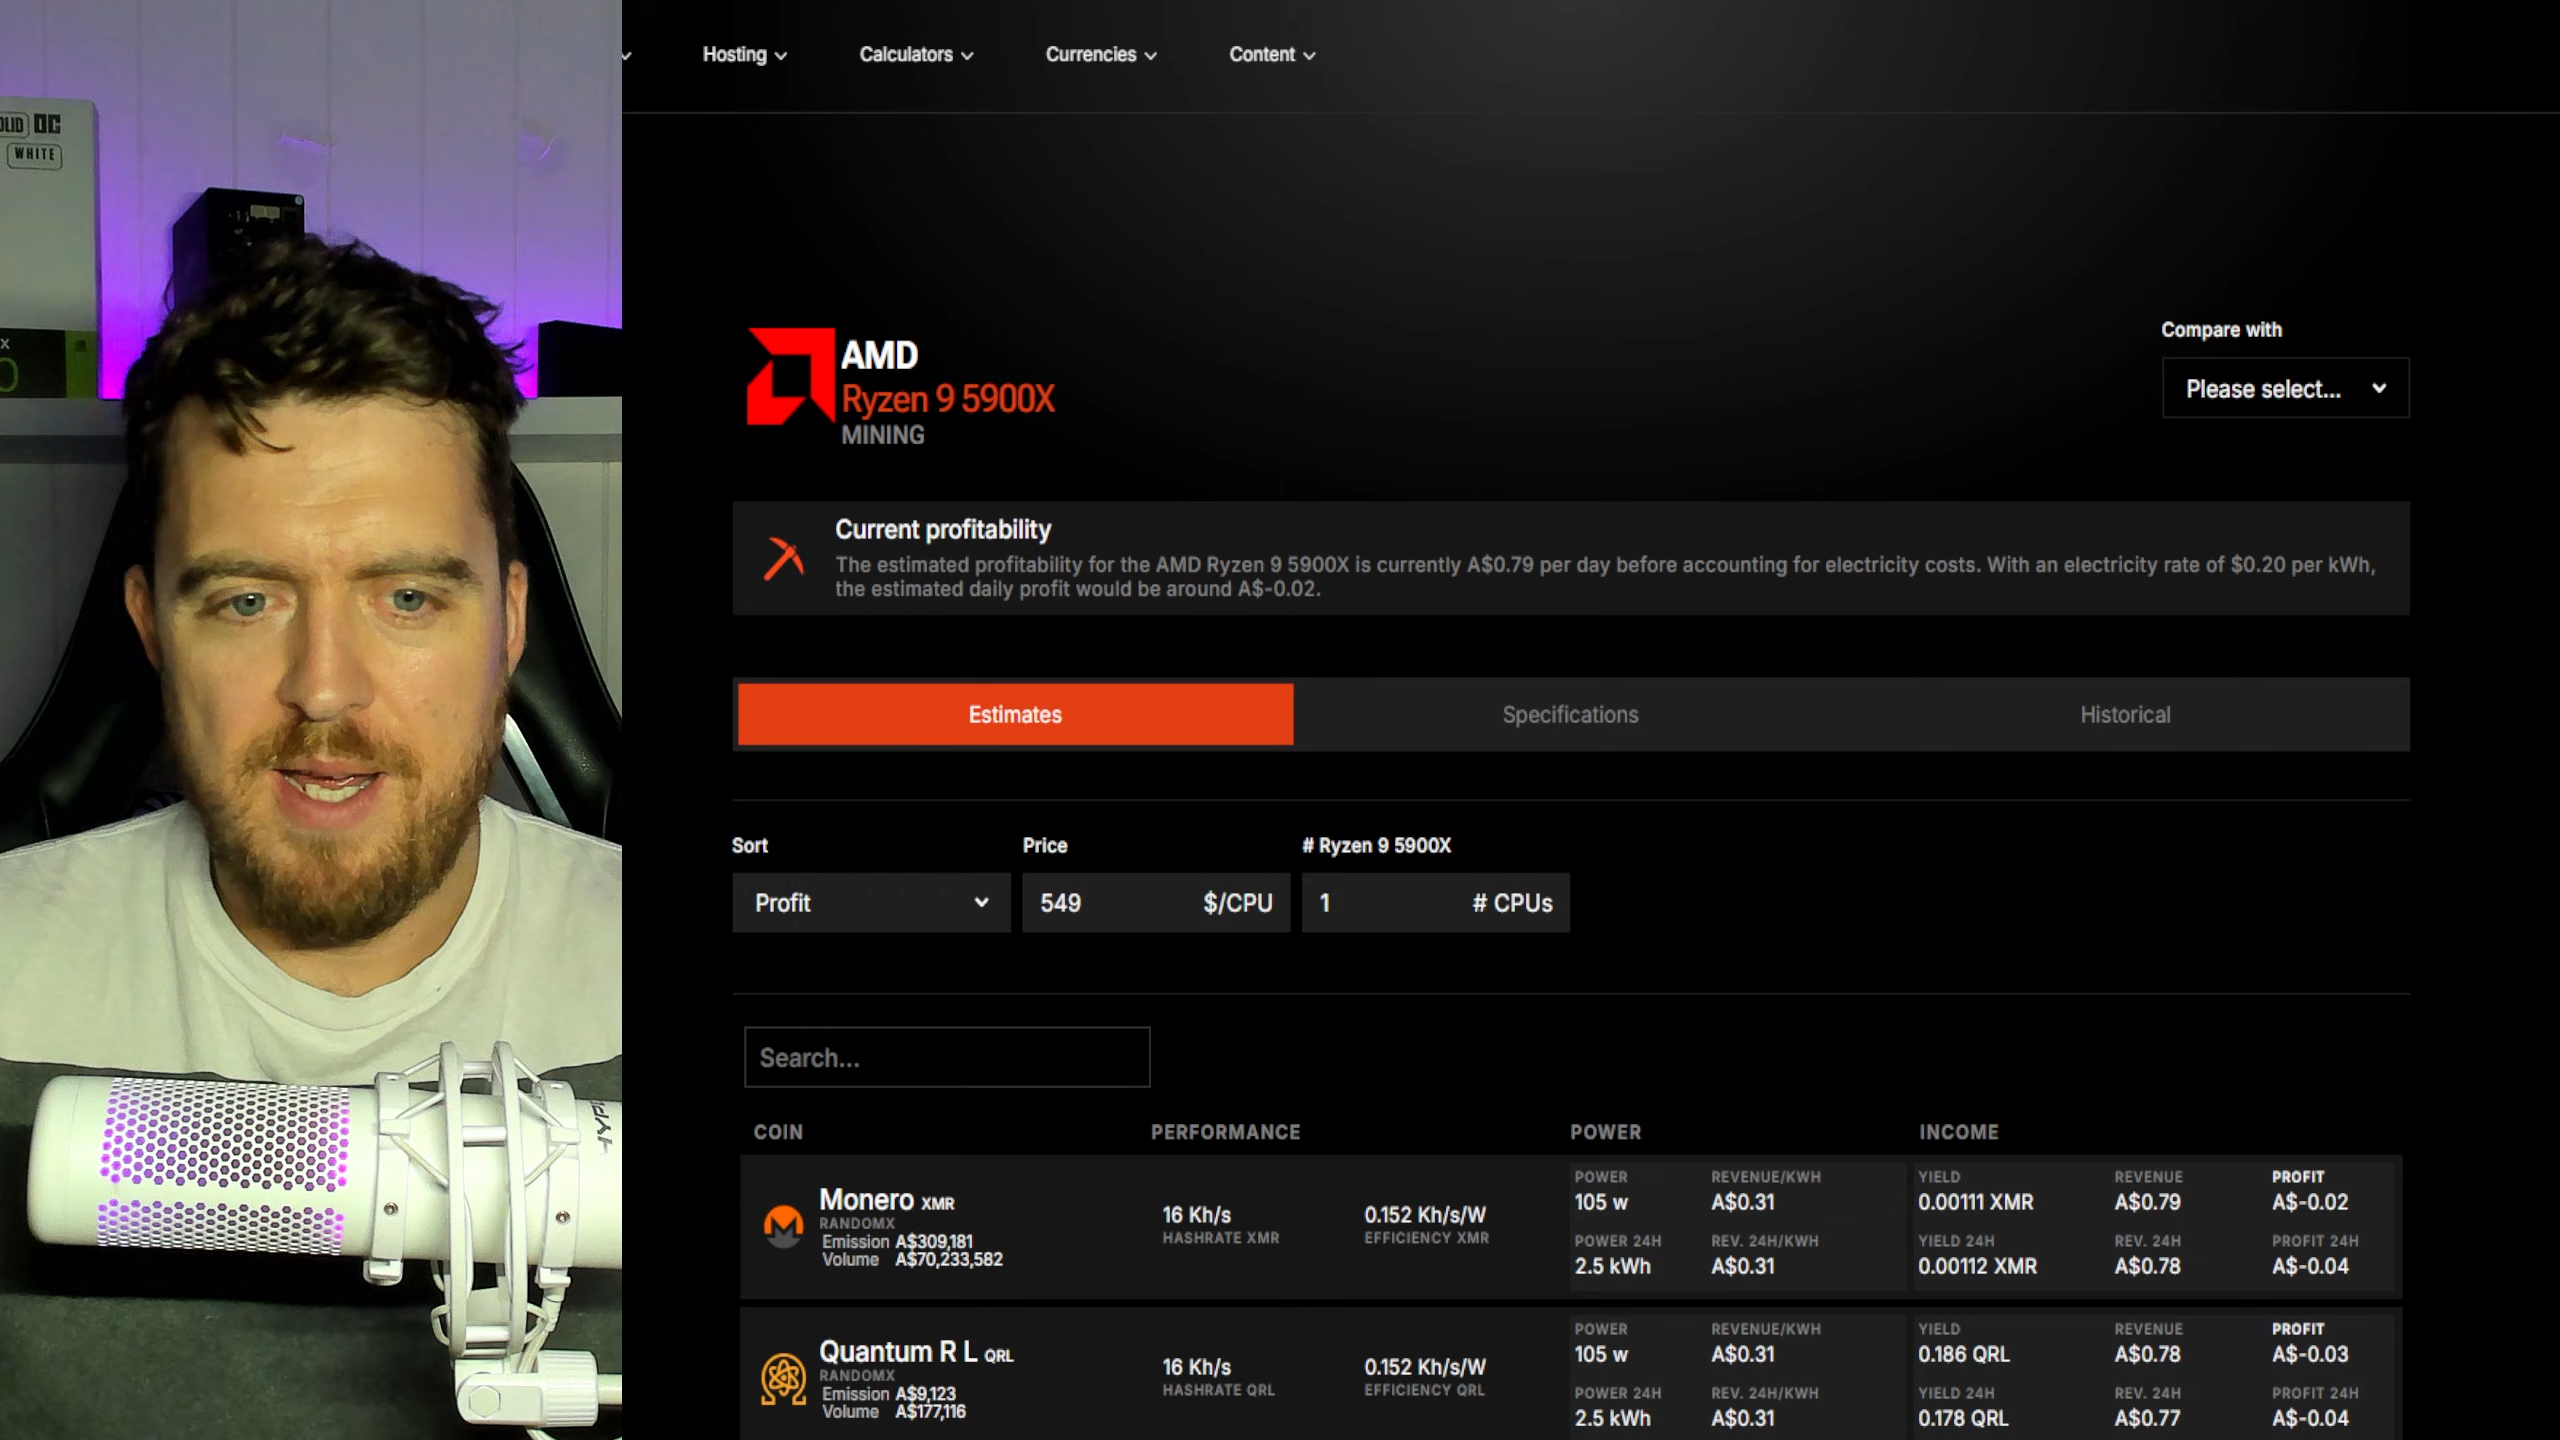 OLID OC
WHITE
X
0
HYP
Hosting Calculators Currencies Content
AMD
Ryzen 9 5900X
MINING
Compare with
Please select...
Current profitability
The estimated profitability for the AMD Ryzen 9 5900X is currently A$0.79 per day before accounting for electricity costs. With an electricity rate of $0.20 per kWh,
the estimated daily profit would be around A$-0.02.
Estimates Specifications Historical
Sort Price # Ryzen 9 5900X
Profit 549 $/CPU 1 # CPUs
Search...
COIN PERFORMANCE POWER INCOME
Monero XMR
RANDOMX
Emission A$309,181
Volume A$70,233,582
16 Kh/s 0.152 Kh/s/W
HASHRATE XMR EFFICIENCY XMR
POWER REVENUE/KWH YIELD REVENUE PROFIT
105 w A$0.31 0.00111 XMR A$0.79 A$-0.02
POWER 24H REV. 24H/KWH YIELD 24H REV. 24H PROFIT 24H
2.5 kWh A$0.31 0.00112 XMR A$0.78 A$-0.04
Quantum R L QRL
RANDOMX
Emission A$9,123
Volume A$177,116
16 Kh/s 0.152 Kh/s/W
HASHRATE QRL EFFICIENCY QRL
POWER REVENUE/KWH YIELD REVENUE PROFIT
105 w A$0.31 0.186 QRL A$0.78 A$-0.03
POWER 24H REV. 24H/KWH YIELD 24H REV. 24H PROFIT 24H
2.5 kWh A$0.31 0.178 QRL A$0.77 A$-0.04